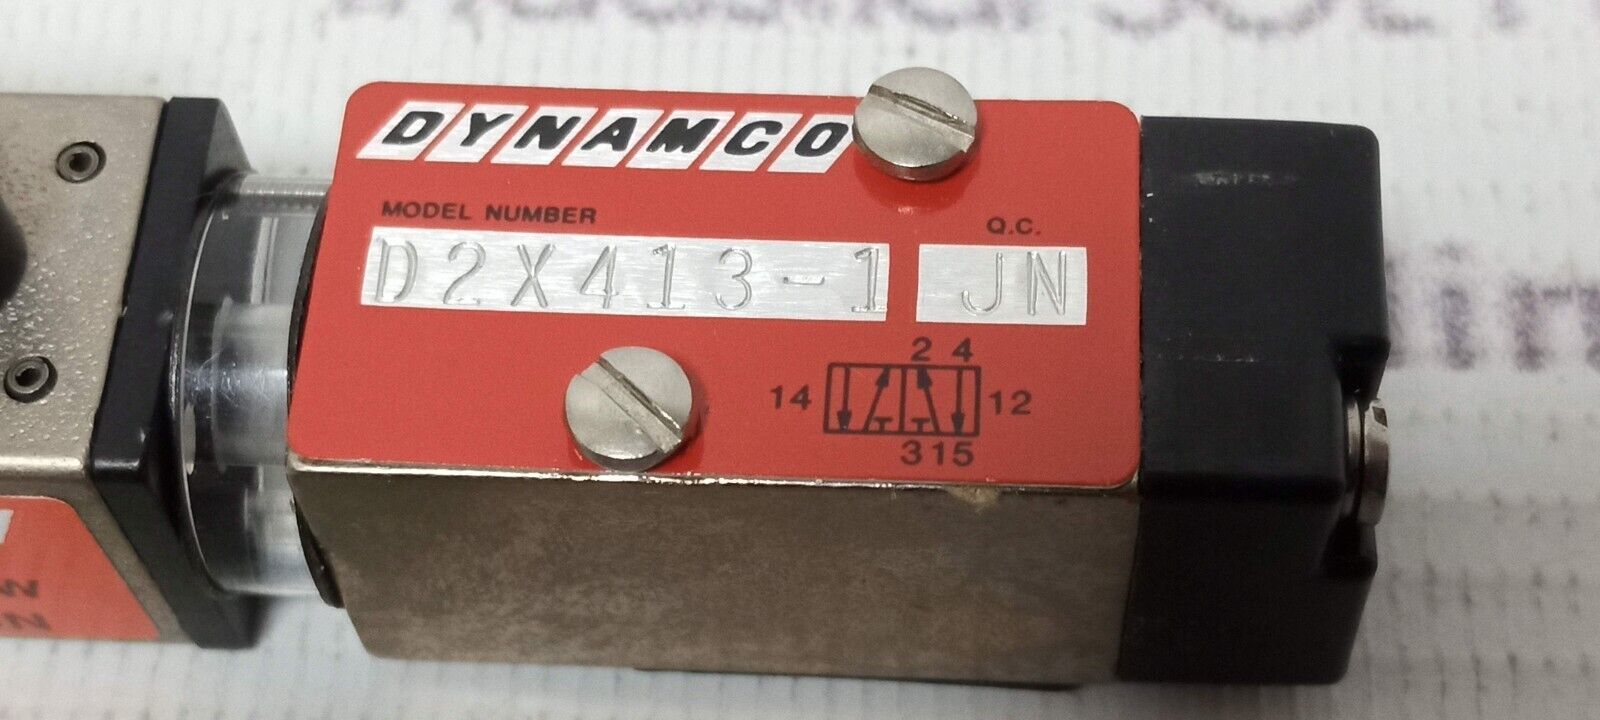 DYNAMCO
MODEL NUMBER
Q.C.
D2X413-1
JN
2 4
14
12
315